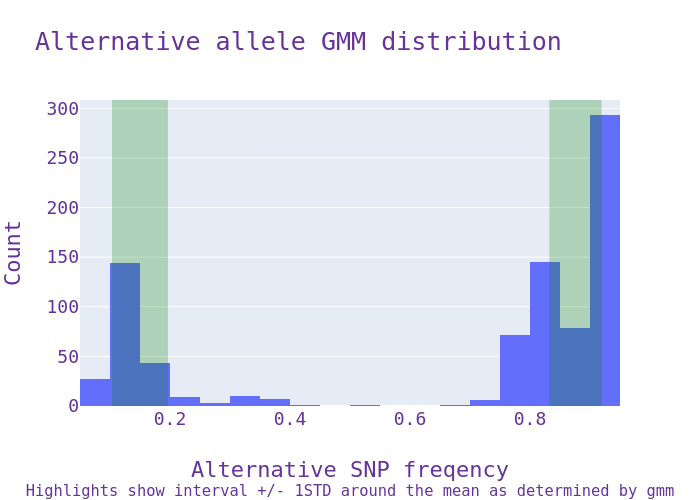 Alternative allele GMM distribution
300
250
200
150
100
50
0
Count
0.2
0.4
0.6
0.8
Alternative SNP freqency
Highlights show interval +/- 1STD around the mean as determined by gmm